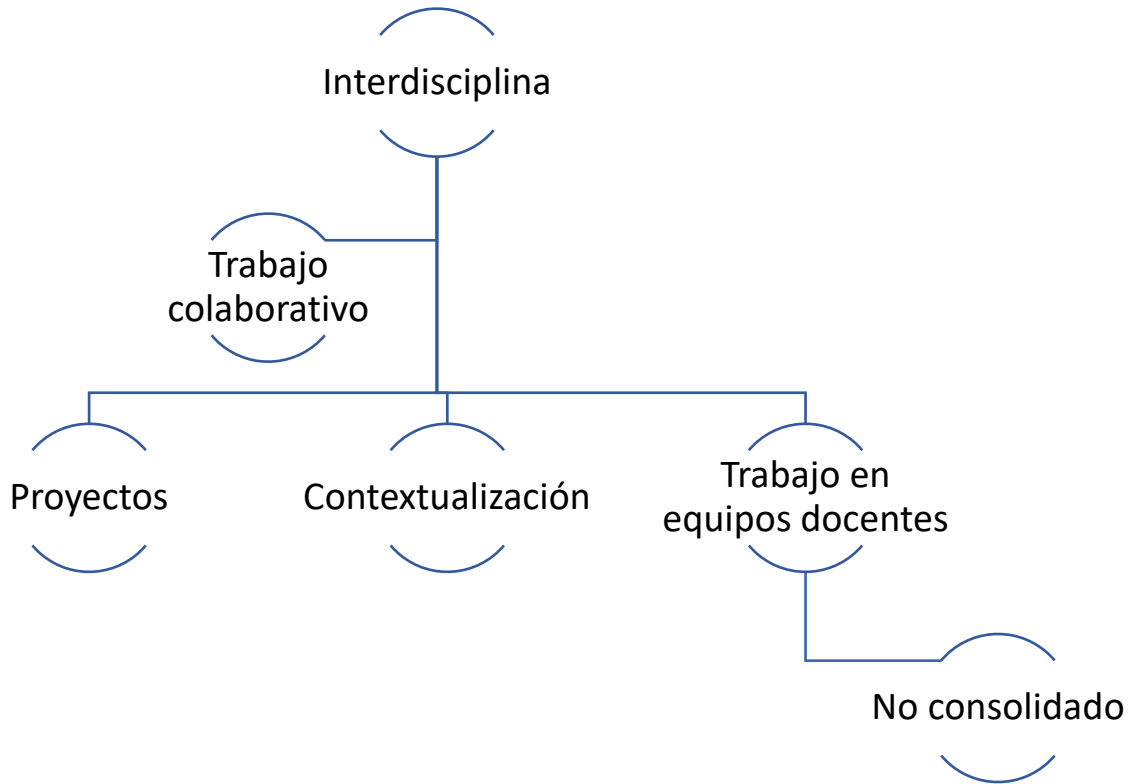 Interdisciplina
Trabajo
colaborativo
Proyectos
Contextualización
Trabajo en
equipos docentes
No consolidado